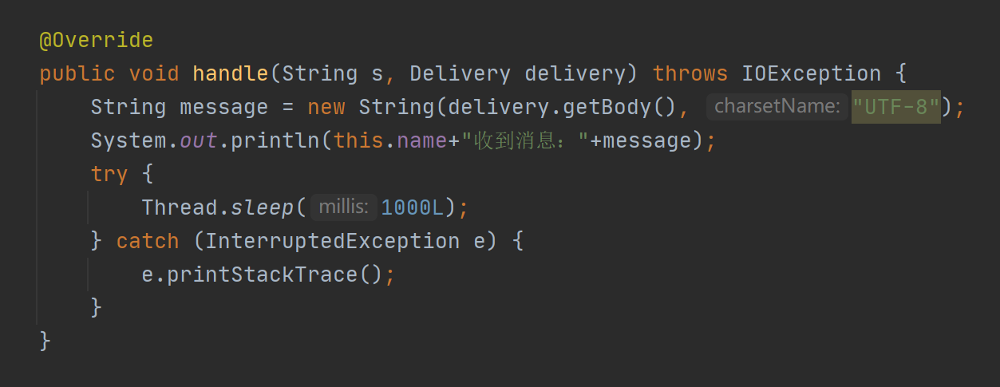 @Override
public void handle(String s, Delivery delivery) throws IOException {
String message = new String(delivery.getBody(), charsetName: "UTF-8");
System.out.println(this.name+"收到消息："+message);
try {
Thread.sleep( millis: 1000L);
} catch (InterruptedException e) {
e.printStackTrace();
}
}